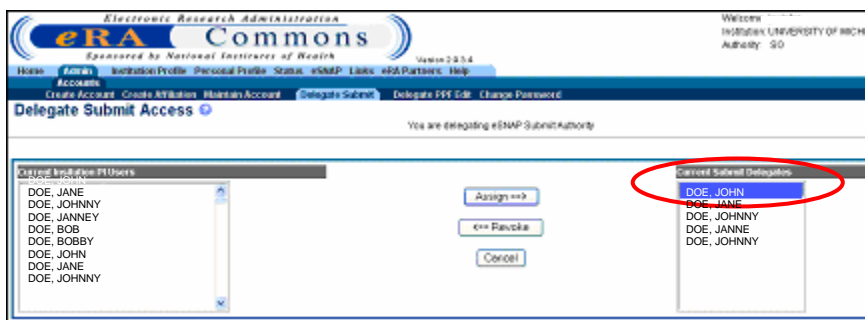 Electronic Research Administration
eRA Commons
Sponsored by National Institutes of Health
Version 2.9.3.4
Welcome
Institution: UNIVERSITY OF MICH
Authority: SO
Home Admin Institution Profile Personal Profile Status eSNAP Links eRA Partners Help
Accounts
Create Account Create Affiliation Maintain Account Delegate Submit Delegate PPF Edit Change Password
Delegate Submit Access
You are delegating eSNAP Submit Authority
Current Institution PI Users
DOE, JOHN
DOE, JANE
DOE, JOHNNY
DOE, JANNEY
DOE, BOB
DOE, BOBBY
DOE, JOHN
DOE, JANE
DOE, JOHNNY
Assign ==>
<== Revoke
Cancel
Current Submit Delegates
DOE, JOHN
DOE, JANE
DOE, JOHNNY
DOE, JANNE
DOE, JOHNNY